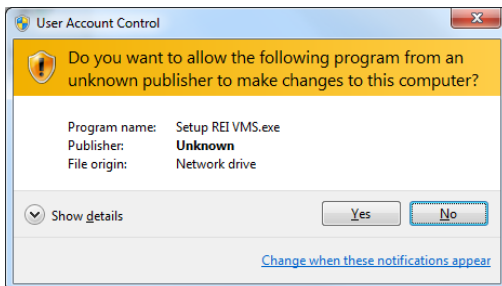 User Account Control
Do you want to allow the following program from an
unknown publisher to make changes to this computer?
Program name: Setup REI VMS.exe
Publisher: Unknown
File origin: Network drive
Show details Yes No
Change when these notifications appear